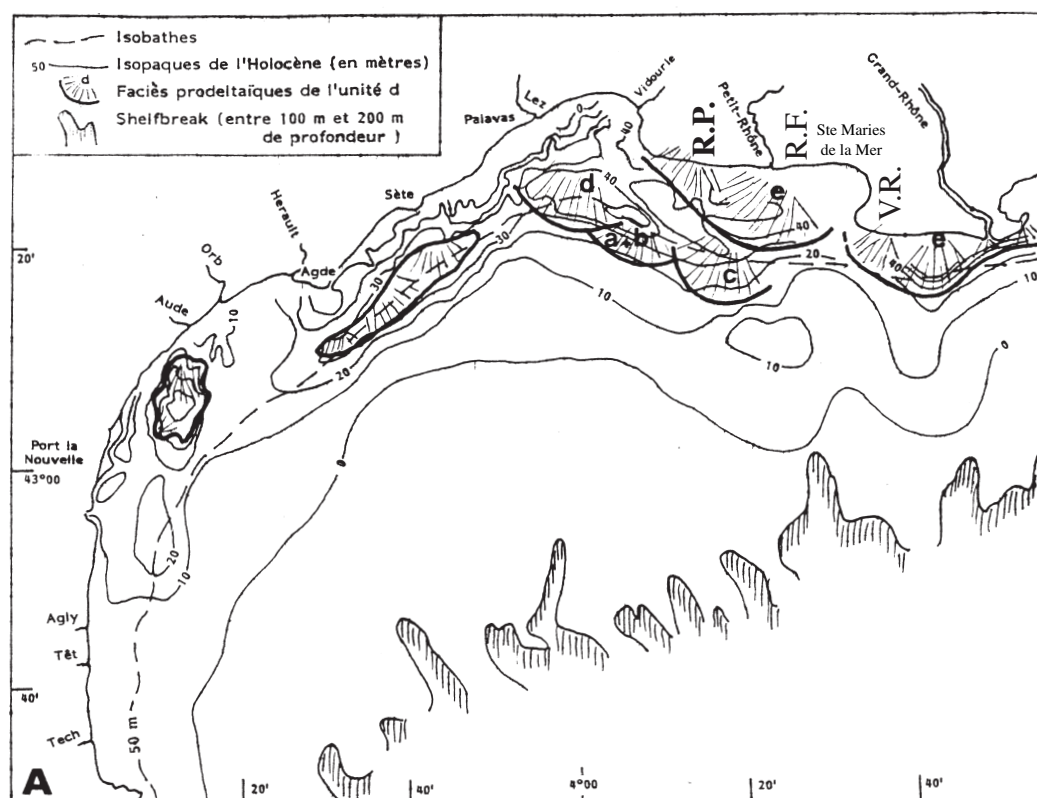 Isobathes
50 Isopaques de l'Holocène (en mètres)
d
Faciès prodeltaïques de l'unité d
Shelfbreak (entre 100 m et 200 m
de profondeur )
Lez
Vidourle
Palavas
Petit-Rhône
R.P.
R.F.
Ste Maries
de la Mer
Grand-Rhône
V.R.
Sète
Herault
Agde
Orb
Aude
Port la
Nouvelle
Agly
Têt
Tech
0
40
40
d
e
a
b
c
40
e
40
20
10
30
30
20
10
10
10
0
0
20
10
50 m
20'
43°00
40'
A
20'
40'
4°00
20'
40'